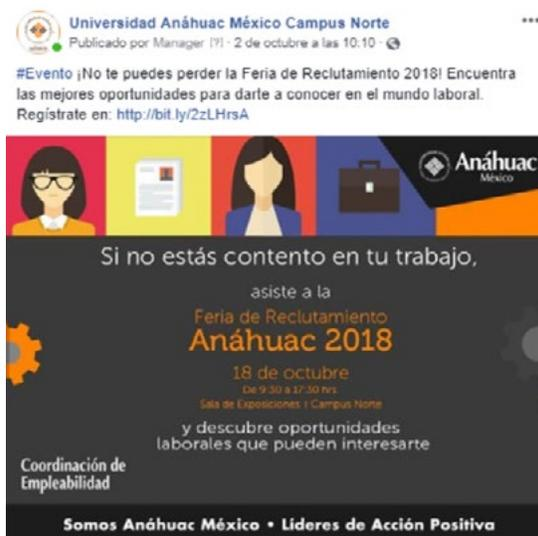 Universidad Anáhuac México Campus Norte
Publicado por Manager [?] · 2 de octubre a las 10:10 ·
#Evento ¡No te puedes perder la Feria de Reclutamiento 2018! Encuentra
las mejores oportunidades para darte a conocer en el mundo laboral.
Regístrate en: http://bit.ly/2zLHrsA
Anáhuac
México
Si no estás contento en tu trabajo,
asiste a la
Feria de Reclutamiento
Anáhuac 2018
18 de octubre
De 9:30 a 17:30 hrs.
Sala de Exposiciones | Campus Norte
y descubre oportunidades
laborales que pueden interesarte
Coordinación de
Empleabilidad
Somos Anáhuac México • Líderes de Acción Positiva